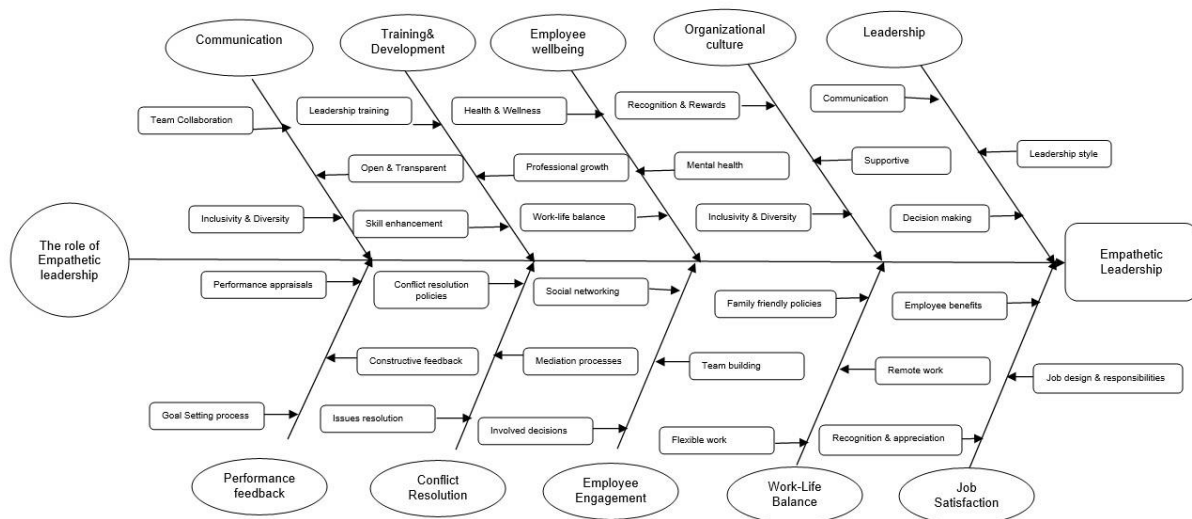 Communication
Training&
Development
Employee
wellbeing
Organizational
culture
Leadership
Team Collaboration
Leadership training
Health & Wellness
Recognition & Rewards
Communication
Open & Transparent
Professional growth
Mental health
Supportive
Leadership style
Inclusivity & Diversity
Skill enhancement
Work-life balance
Inclusivity & Diversity
Decision making
The role of
Empathetic
leadership
Empathetic
Leadership
Performance appraisals
Conflict resolution
policies
Social networking
Family friendly policies
Employee benefits
Constructive feedback
Mediation processes
Team building
Remote work
Job design & responsibilities
Goal Setting process
Issues resolution
Involved decisions
Flexible work
Recognition & appreciation
Performance
feedback
Conflict
Resolution
Employee
Engagement
Work-Life
Balance
Job
Satisfaction